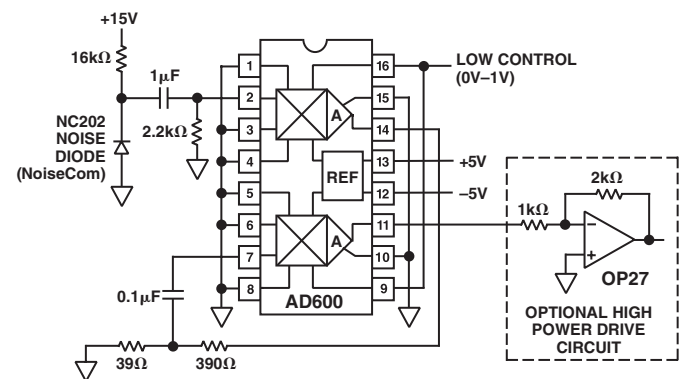 +15V
16kΩ
1µF
NC202
NOISE
DIODE
(NoiseCom)
2.2kΩ
1
2
3
4
5
6
7
8
16
15
14
13
12
11
10
9
A
REF
A
AD600
LOW CONTROL
(0V–1V)
+5V
–5V
0.1µF
39Ω
390Ω
1kΩ
2kΩ
–
+
OP27
OPTIONAL HIGH
POWER DRIVE
CIRCUIT